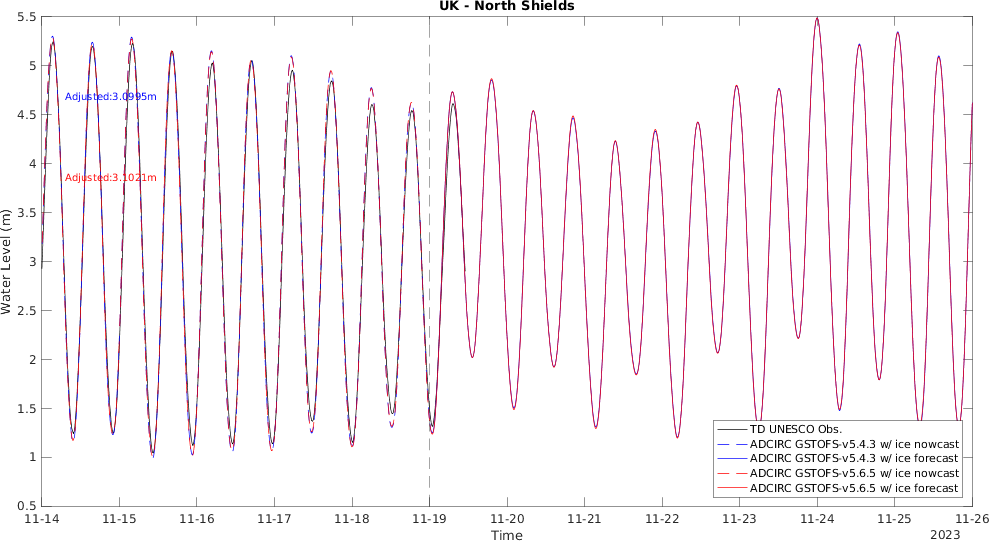 UK - North Shields
5.5
5
4.5
4
3.5
3
2.5
2
1.5
1
0.5
Water Level (m)
Adjusted:3.0995m
Adjusted:3.1021m
TD UNESCO Obs.
ADCIRC GSTOFS-v5.4.3 w/ ice nowcast
ADCIRC GSTOFS-v5.4.3 w/ ice forecast
ADCIRC GSTOFS-v5.6.5 w/ ice nowcast
ADCIRC GSTOFS-v5.6.5 w/ ice forecast
11-14 11-15 11-16 11-17 11-18 11-19 11-20 11-21 11-22 11-23 11-24 11-25 11-26
Time
2023